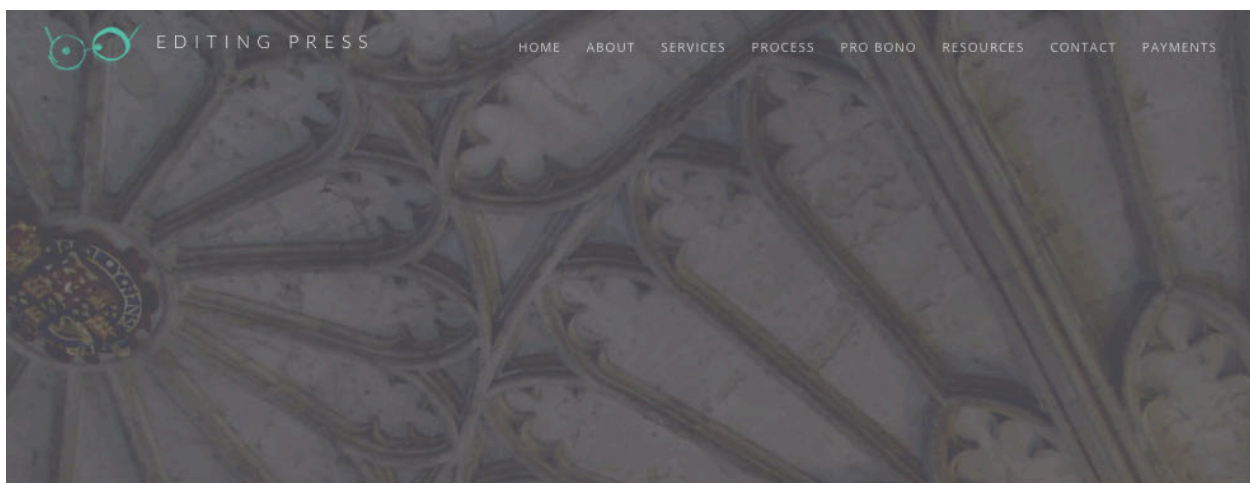 EDITING PRESS
HOME ABOUT SERVICES PROCESS PRO BONO RESOURCES CONTACT PAYMENTS